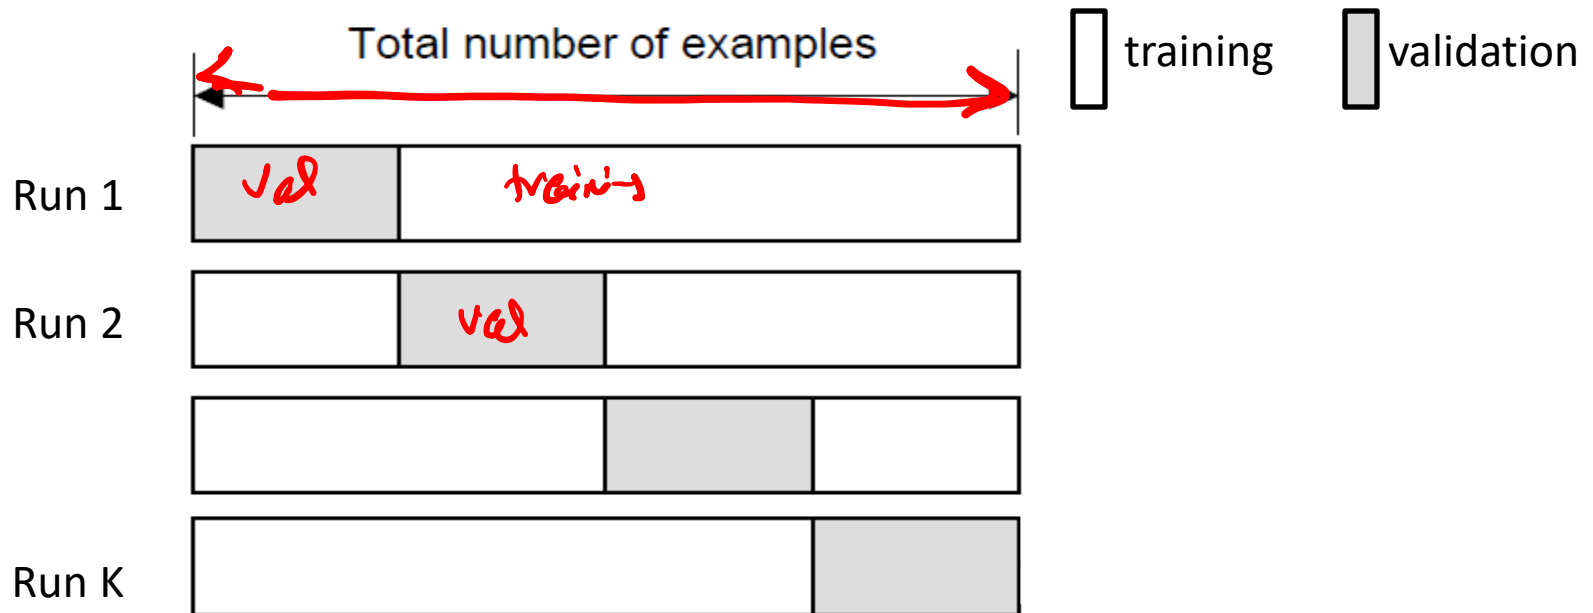 Total number of examples
training
validation
Run 1
val
training
Run 2
val
Run K